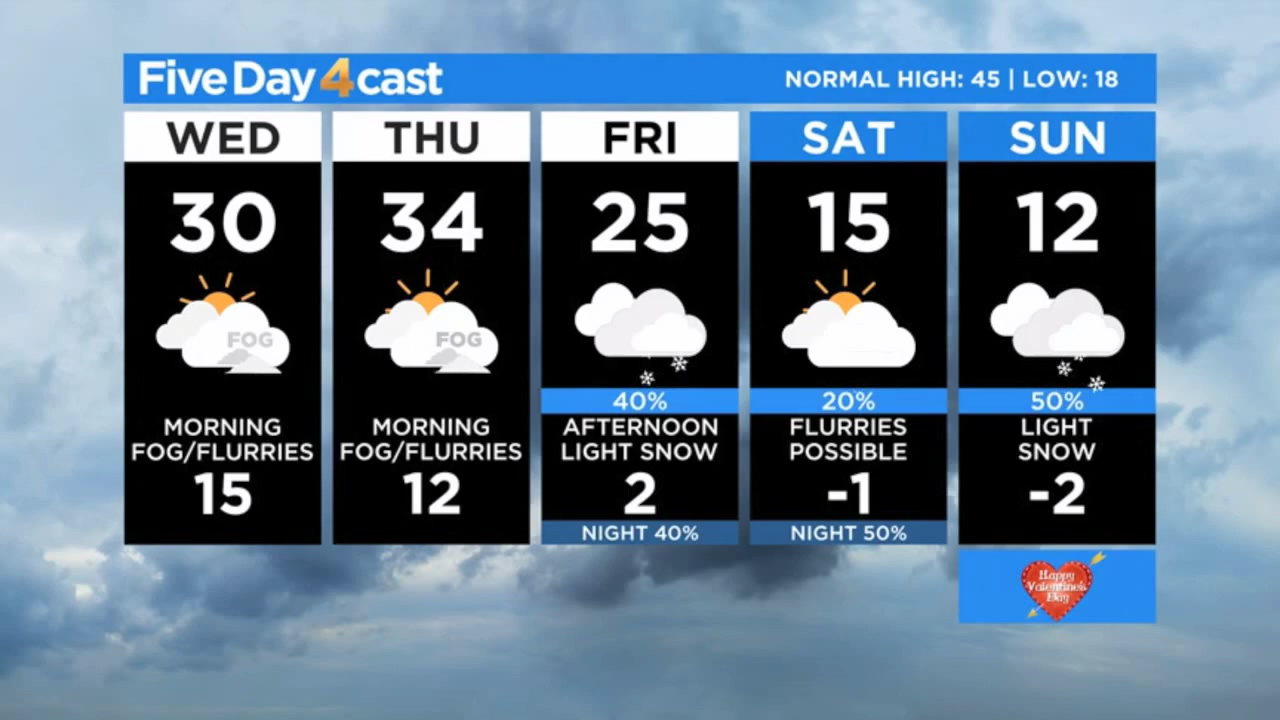 Five Day 4cast
NORMAL HIGH: 45 | LOW: 18
WED
30
FOG
MORNING
FOG/FLURRIES
15
THU
34
FOG
MORNING
FOG/FLURRIES
12
FRI
25
40%
AFTERNOON
LIGHT SNOW
2
NIGHT 40%
SAT
15
20%
FLURRIES
POSSIBLE
-1
NIGHT 50%
SUN
12
50%
LIGHT
SNOW
-2
Happy
Valentine's
Day